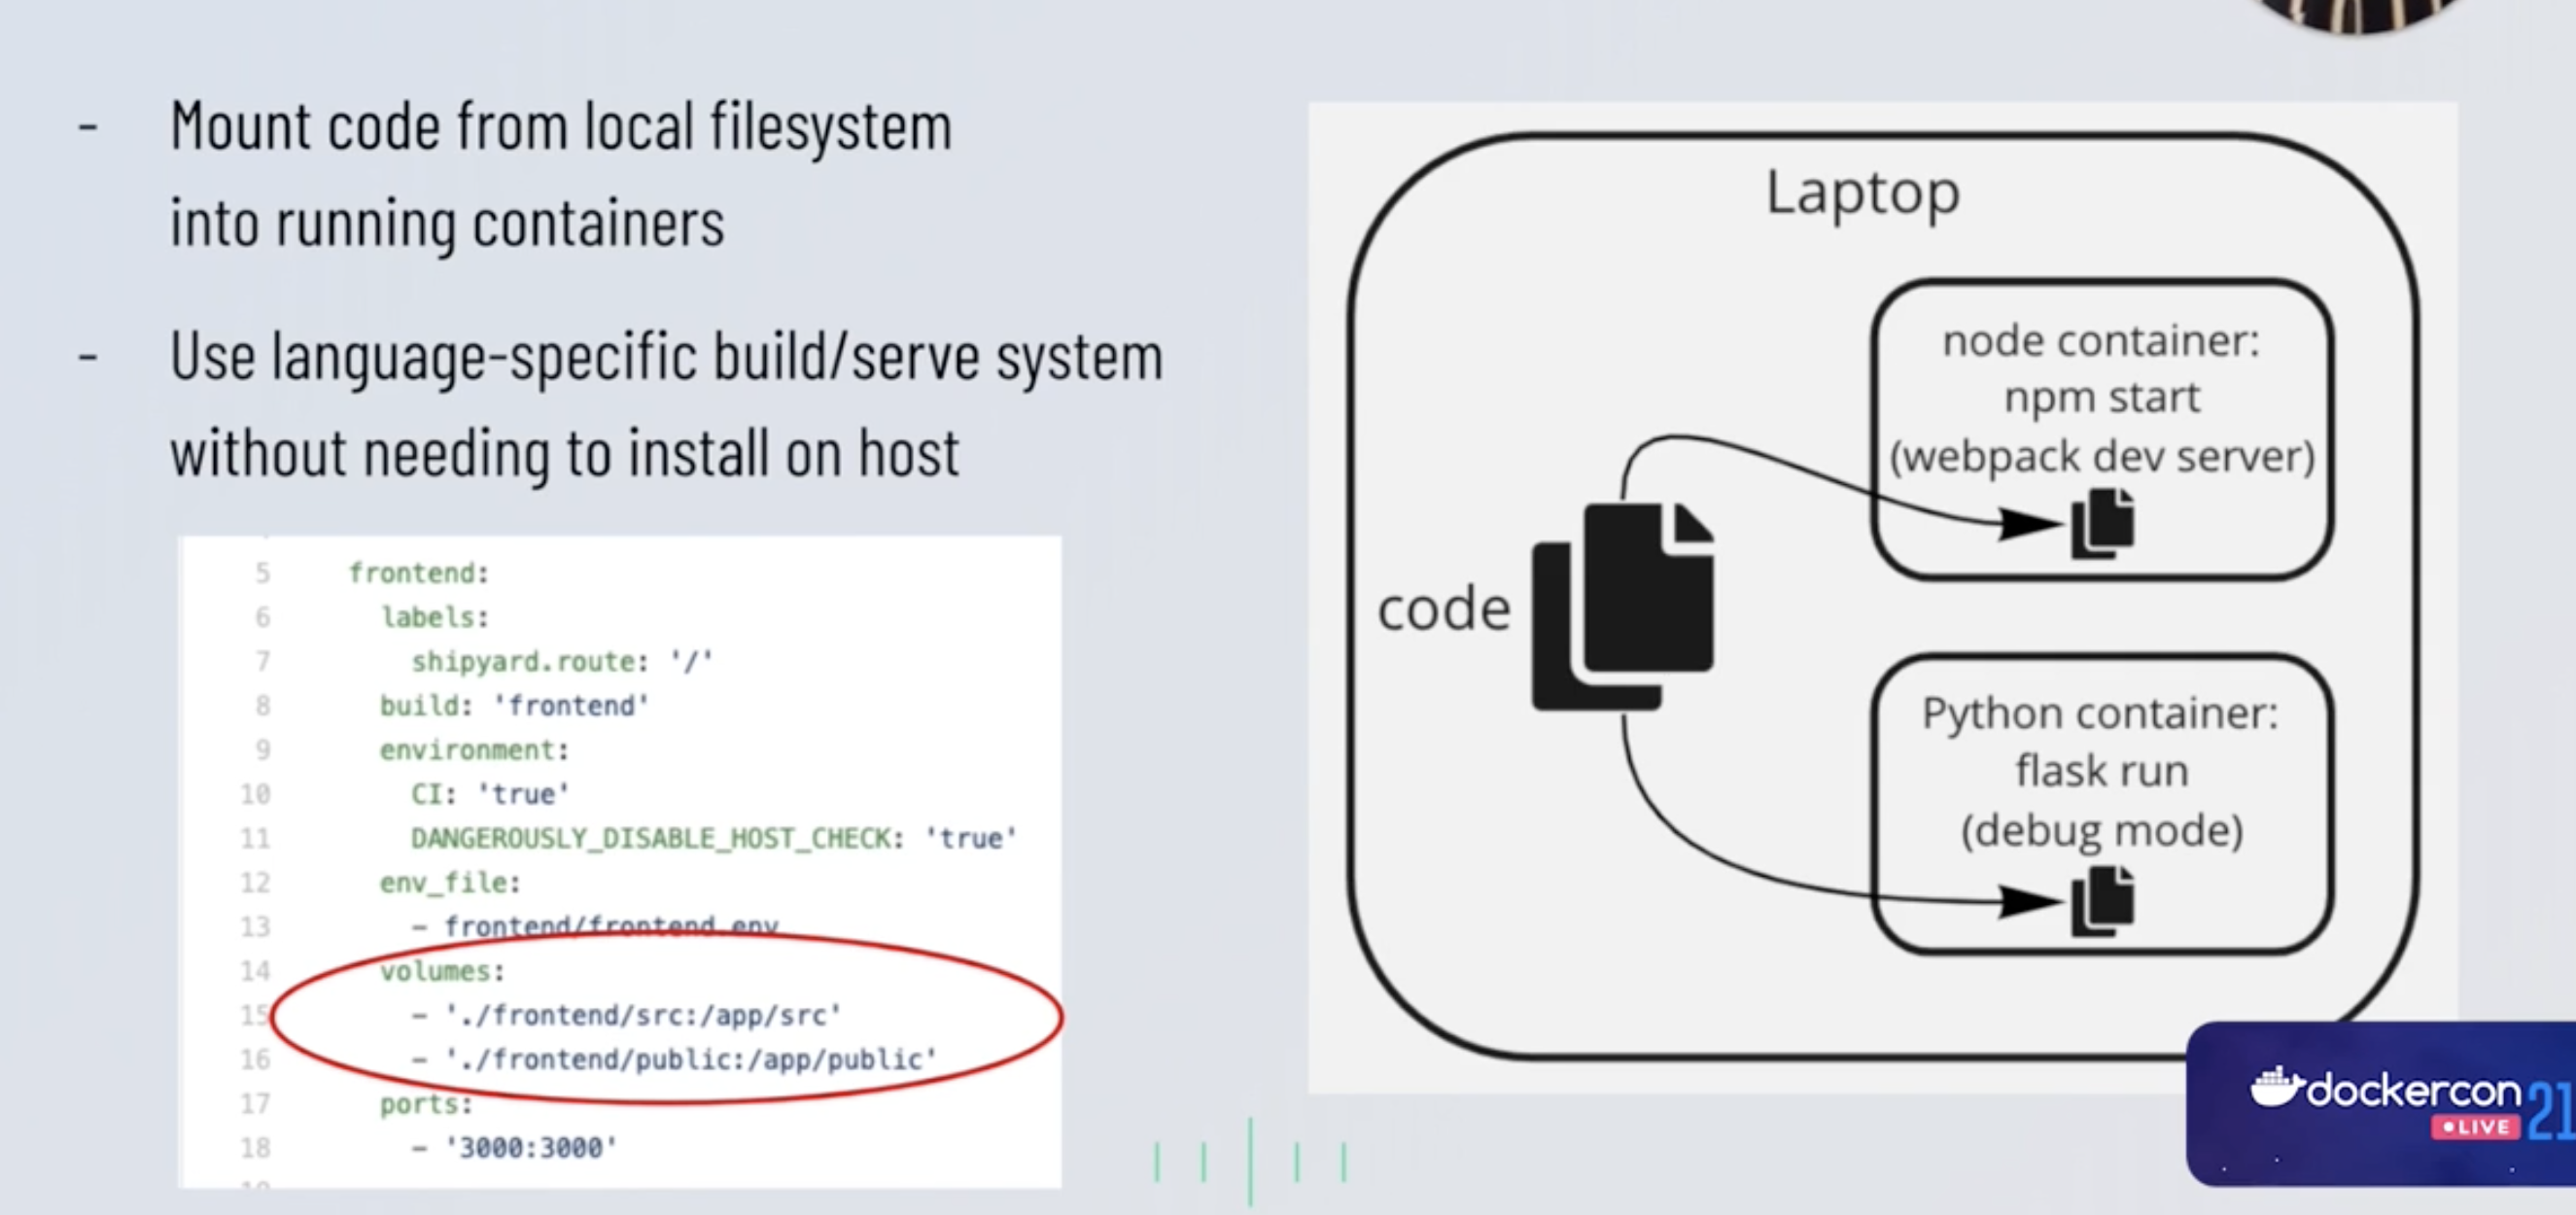 - Mount code from local filesystem
into running containers
- Use language-specific build/serve system
without needing to install on host
5 frontend:
6 labels:
7 shipyard.route: '/'
8 build: 'frontend'
9 environment:
10 CI: 'true'
11 DANGEROUSLY_DISABLE_HOST_CHECK: 'true'
12 env_file:
13 - frontend/frontend.env
14 volumes:
15 - './frontend/src:/app/src'
16 - './frontend/public:/app/public'
17 ports:
18 - '3000:3000'
Laptop
node container:
npm start
(webpack dev server)
code
Python container:
flask run
(debug mode)
dockercon
LIVE
21